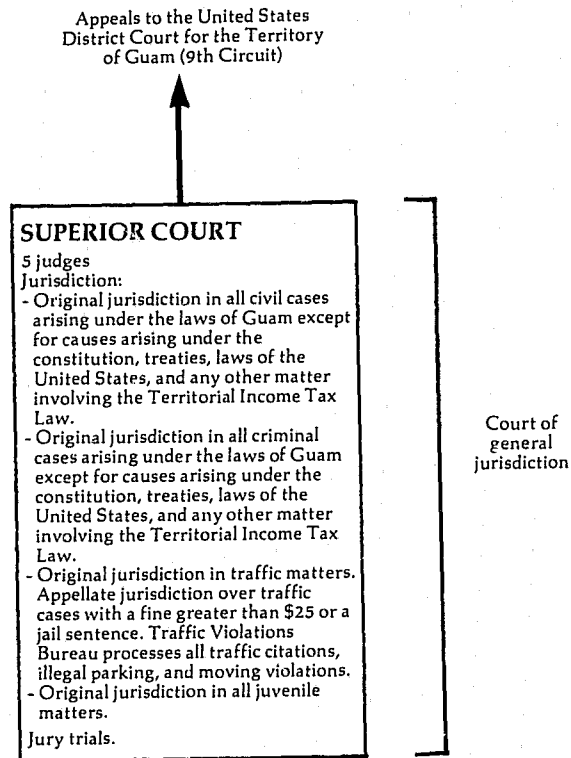 Appeals to the United States
District Court for the Territory
of Guam (9th Circuit)
SUPERIOR COURT
5 judges
Jurisdiction:
- Original jurisdiction in all civil cases
arising under the laws of Guam except
for causes arising under the
constitution, treaties, laws of the
United States, and any other matter
involving the Territorial Income Tax
Law.
- Original jurisdiction in all criminal
cases arising under the laws of Guam
except for causes arising under the
constitution, treaties, laws of the
United States, and any other matter
involving the Territorial Income Tax
Law.
- Original jurisdiction in traffic matters.
Appellate jurisdiction over traffic
cases with a fine greater than $25 or a
jail sentence. Traffic Violations
Bureau processes all traffic citations,
illegal parking, and moving violations.
- Original jurisdiction in all juvenile
matters.
Jury trials.
Court of
general
jurisdiction